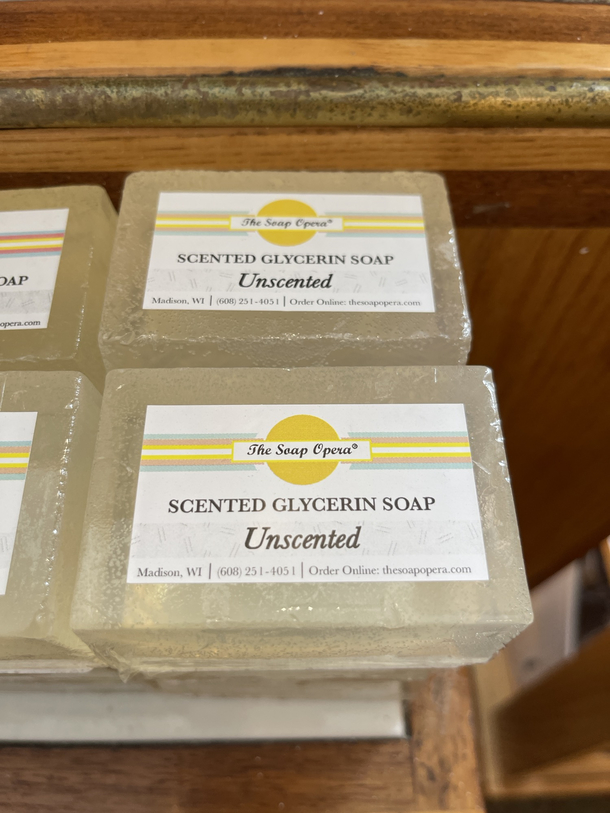 The Soap Opera®
SCENTED GLYCERIN SOAP
Unscented
Madison, WI | (608) 251-4051 | Order Online: thesoapopera.com
OAP
opera.com
The Soap Opera®
SCENTED GLYCERIN SOAP
Unscented
Madison, WI | (608) 251-4051 | Order Online: thesoapopera.com